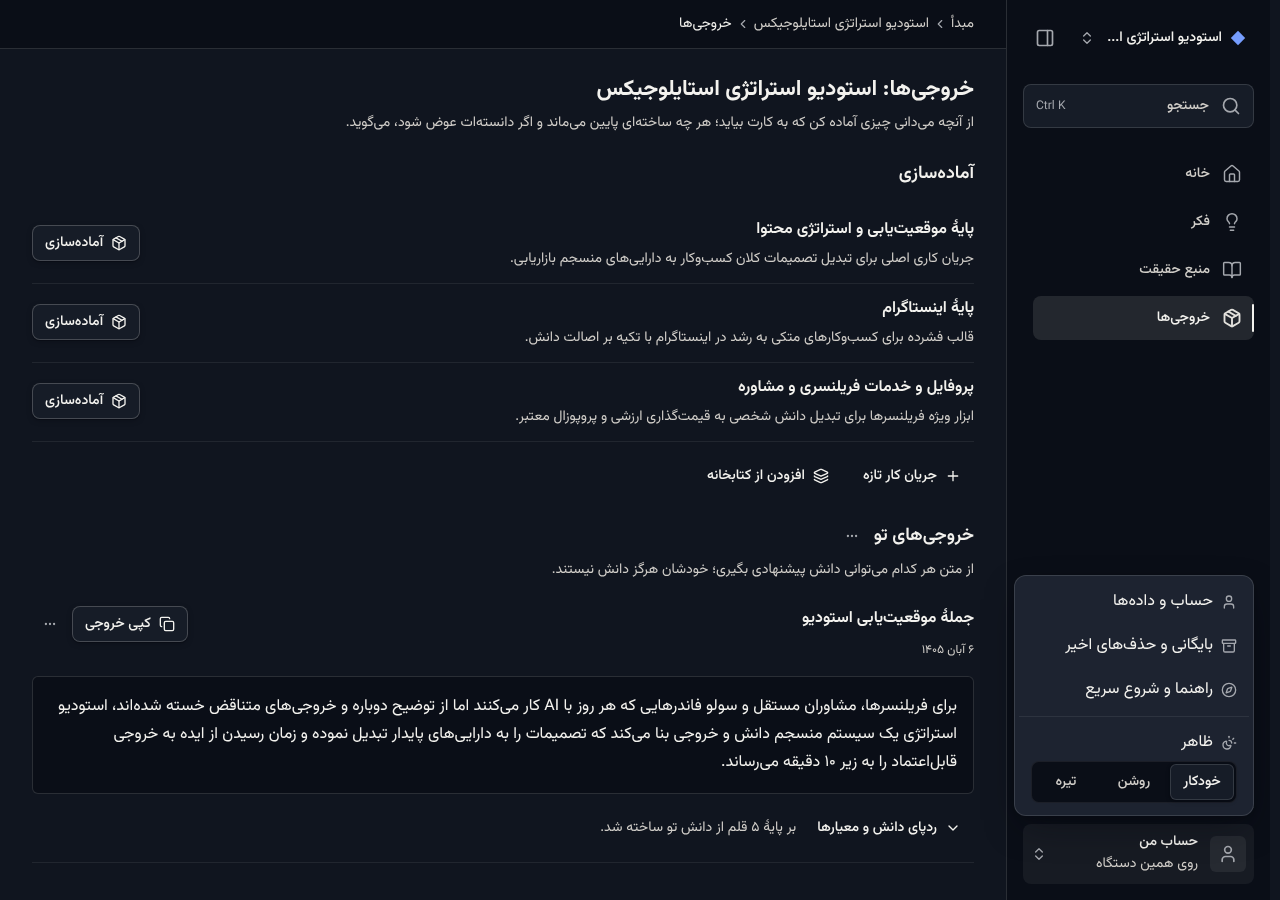 استودیو استراتژی ا...
جستجو
Ctrl K
خانه
فکر
منبع حقیقت
خروجی‌ها
حساب و داده‌ها
بایگانی و حذف‌های اخیر
راهنما و شروع سریع
ظاهر
خودکار روشن تیره
حساب من
روی همین دستگاه
مبدأ › استودیو استراتژی استایلوجیکس › خروجی‌ها
خروجی‌ها: استودیو استراتژی استایلوجیکس
از آنچه می‌دانی چیزی آماده کن که به کارت بیاید؛ هر چه ساخته‌ای پایین می‌ماند و اگر دانسته‌ات عوض شود، می‌گوید.
آماده‌سازی
پایهٔ موقعیت‌یابی و استراتژی محتوا
جریان کاری اصلی برای تبدیل تصمیمات کلان کسب‌وکار به دارایی‌های منسجم بازاریابی.
آماده‌سازی
پایهٔ اینستاگرام
قالب فشرده برای کسب‌وکارهای متکی به رشد در اینستاگرام با تکیه بر اصالت دانش.
آماده‌سازی
پروفایل و خدمات فریلنسری و مشاوره
ابزار ویژه فریلنسرها برای تبدیل دانش شخصی به قیمت‌گذاری ارزشی و پروپوزال معتبر.
آماده‌سازی
جریان کار تازه
افزودن از کتابخانه
خروجی‌های تو ...
از متن هر کدام می‌توانی دانش پیشنهادی بگیری؛ خودشان هرگز دانش نیستند.
جملهٔ موقعیت‌یابی استودیو
۶ آبان ۱۴۰۵
کپی خروجی
...
برای فریلنسرها، مشاوران مستقل و سولو فاندرهایی که هر روز با AI کار می‌کنند اما از توضیح دوباره و خروجی‌های متناقض خسته شده‌اند، استودیو
استراتژی یک سیستم منسجم دانش و خروجی بنا می‌کند که تصمیمات را به دارایی‌های پایدار تبدیل نموده و زمان رسیدن از ایده به خروجی
قابل‌اعتماد را به زیر ۱۰ دقیقه می‌رساند.
ردپای دانش و معیارها
بر پایهٔ ۵ قلم از دانش تو ساخته شد.